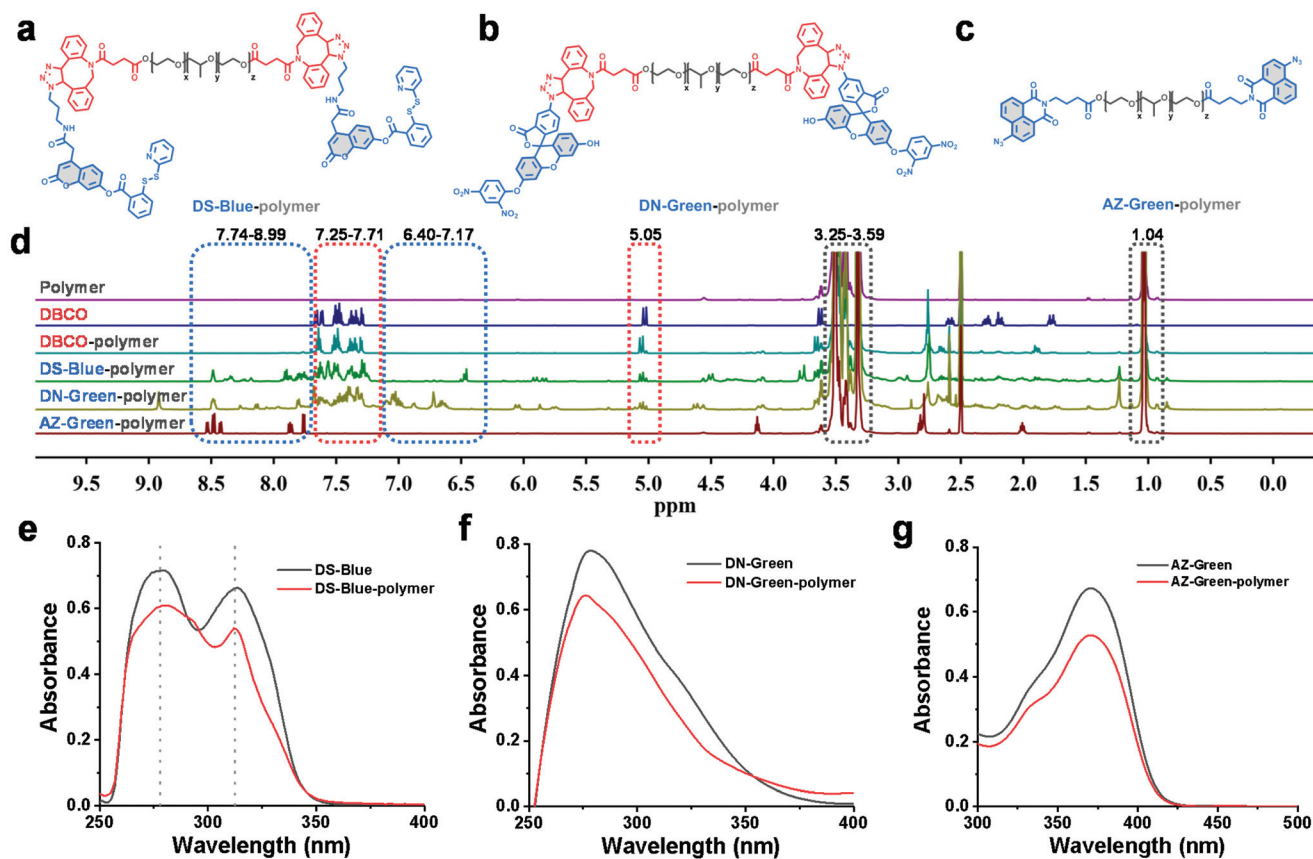 a
b
c
DS-Blue-polymer
DN-Green-polymer
AZ-Green-polymer
d
7.74-8.99
7.25-7.71
6.40-7.17
5.05
3.25-3.59
1.04
Polymer
DBCO
DBCO-polymer
DS-Blue-polymer
DN-Green-polymer
AZ-Green-polymer
9.5 9.0 8.5 8.0 7.5 7.0 6.5 6.0 5.5 5.0 4.5 4.0 3.5 3.0 2.5 2.0 1.5 1.0 0.5 0.0
ppm
e
0.8
0.6
0.4
0.2
0.0
Absorbance
DS-Blue
DS-Blue-polymer
250 300 350 400
Wavelength (nm)
f
0.8
0.6
0.4
0.2
0.0
Absorbance
DN-Green
DN-Green-polymer
250 300 350 400
Wavelength (nm)
g
0.8
0.6
0.4
0.2
0.0
Absorbance
AZ-Green
AZ-Green-polymer
300 350 400 450 500
Wavelength (nm)